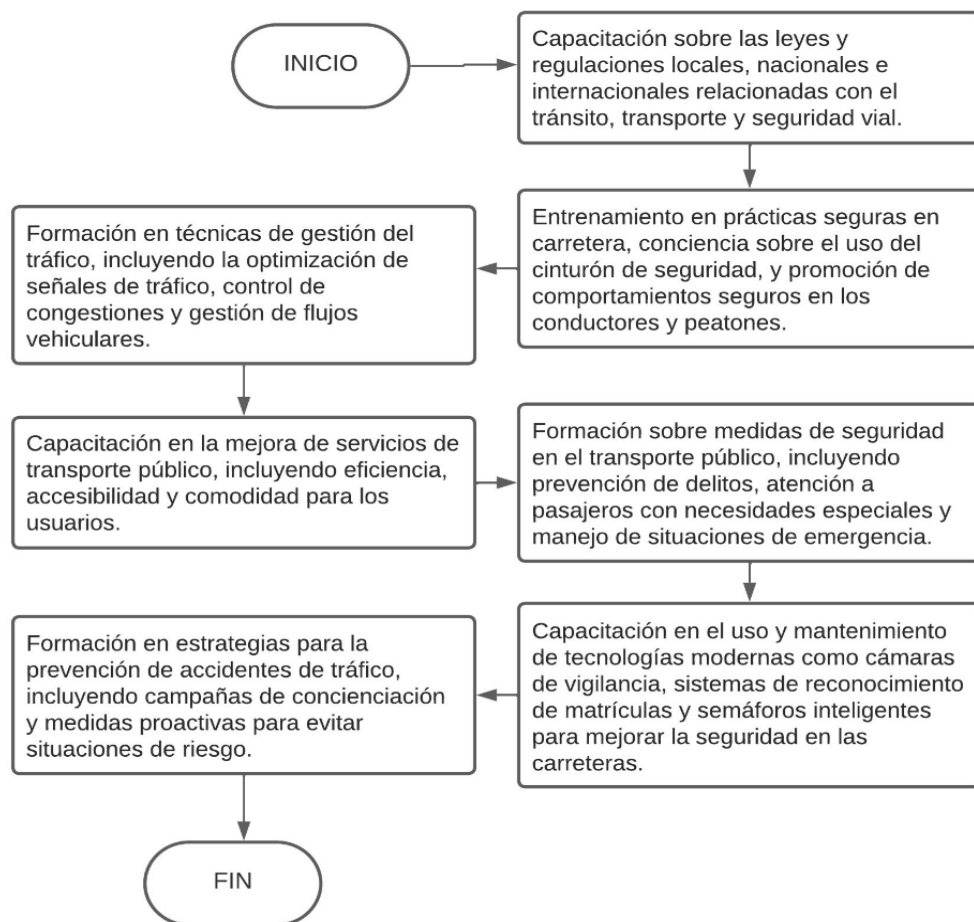 INICIO
Capacitación sobre las leyes y
regulaciones locales, nacionales e
internacionales relacionadas con el
tránsito, transporte y seguridad vial.
Entrenamiento en prácticas seguras en
carretera, conciencia sobre el uso del
cinturón de seguridad, y promoción de
comportamientos seguros en los
conductores y peatones.
Formación en técnicas de gestión del
tráfico, incluyendo la optimización de
señales de tráfico, control de
congestiones y gestión de flujos
vehiculares.
Capacitación en la mejora de servicios de
transporte público, incluyendo eficiencia,
accesibilidad y comodidad para los
usuarios.
Formación sobre medidas de seguridad
en el transporte público, incluyendo
prevención de delitos, atención a
pasajeros con necesidades especiales y
manejo de situaciones de emergencia.
Capacitación en el uso y mantenimiento
de tecnologías modernas como cámaras
de vigilancia, sistemas de reconocimiento
de matrículas y semáforos inteligentes
para mejorar la seguridad en las
carreteras.
Formación en estrategias para la
prevención de accidentes de tráfico,
incluyendo campañas de concienciación
y medidas proactivas para evitar
situaciones de riesgo.
FIN